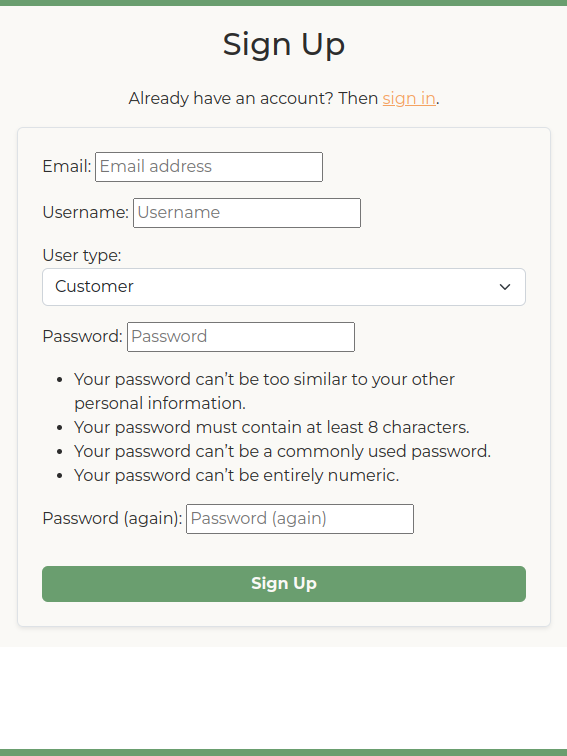 Sign Up
Already have an account? Then sign in.
Email: Email address
Username: Username
User type:
Customer
Password: Password
Your password can’t be too similar to your other
personal information.
Your password must contain at least 8 characters.
Your password can’t be a commonly used password.
Your password can’t be entirely numeric.
Password (again): Password (again)
Sign Up